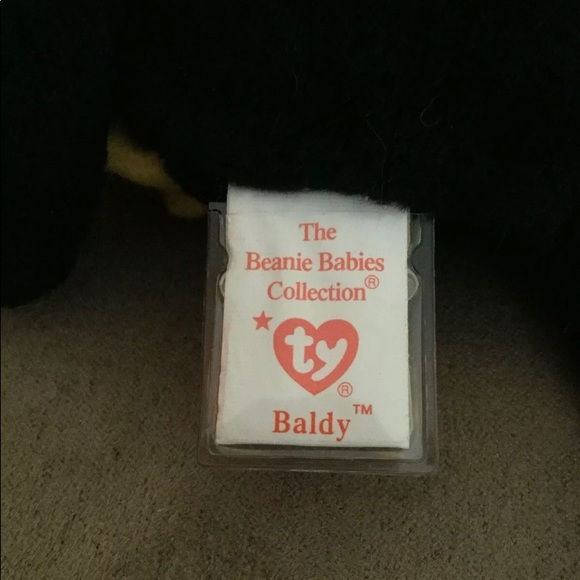 The
Beanie Babies
Collection®
★ ty®
Baldy™